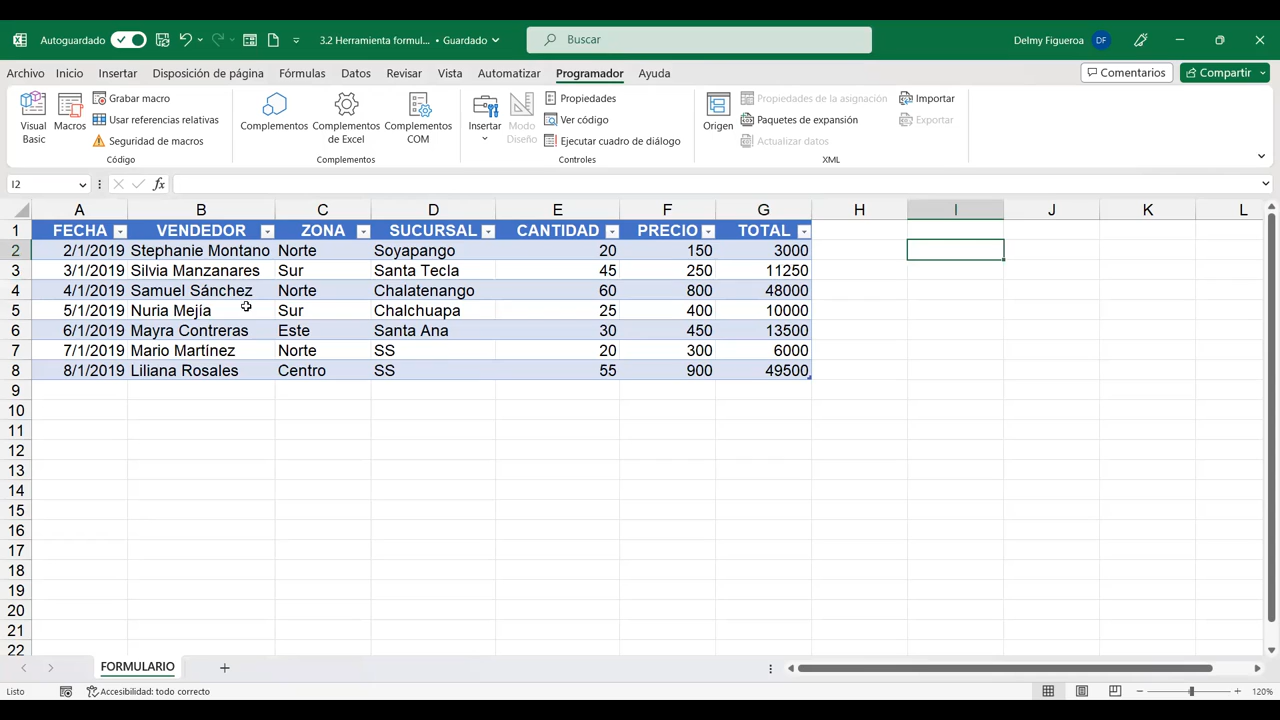 Autoguardado 3.2 Herramienta formul... • Guardado Buscar Delmy Figueroa DF
Archivo Inicio Insertar Disposición de página Fórmulas Datos Revisar Vista Automatizar Programador Ayuda Comentarios Compartir
Visual Basic
Macros
Grabar macro
Usar referencias relativas
Seguridad de macros
Código
Complementos
Complementos de Excel
Complementos COM
Complementos
Insertar
Modo Diseño
Propiedades
Ver código
Ejecutar cuadro de diálogo
Controles
Origen
Propiedades de la asignación
Paquetes de expansión
Actualizar datos
Importar
Exportar
XML
I2 fx
A B C D E F G H I J K L
1 FECHA VENDEDOR ZONA SUCURSAL CANTIDAD PRECIO TOTAL
2 2/1/2019 Stephanie Montano Norte Soyapango 20 150 3000
3 3/1/2019 Silvia Manzanares Sur Santa Tecla 45 250 11250
4 4/1/2019 Samuel Sánchez Norte Chalatenango 60 800 48000
5 5/1/2019 Nuria Mejía Sur Chalchuapa 25 400 10000
6 6/1/2019 Mayra Contreras Este Santa Ana 30 450 13500
7 7/1/2019 Mario Martínez Norte SS 20 300 6000
8 8/1/2019 Liliana Rosales Centro SS 55 900 49500
9
10
11
12
13
14
15
16
17
18
19
20
21
22
FORMULARIO
Listo Accesibilidad: todo correcto 120%